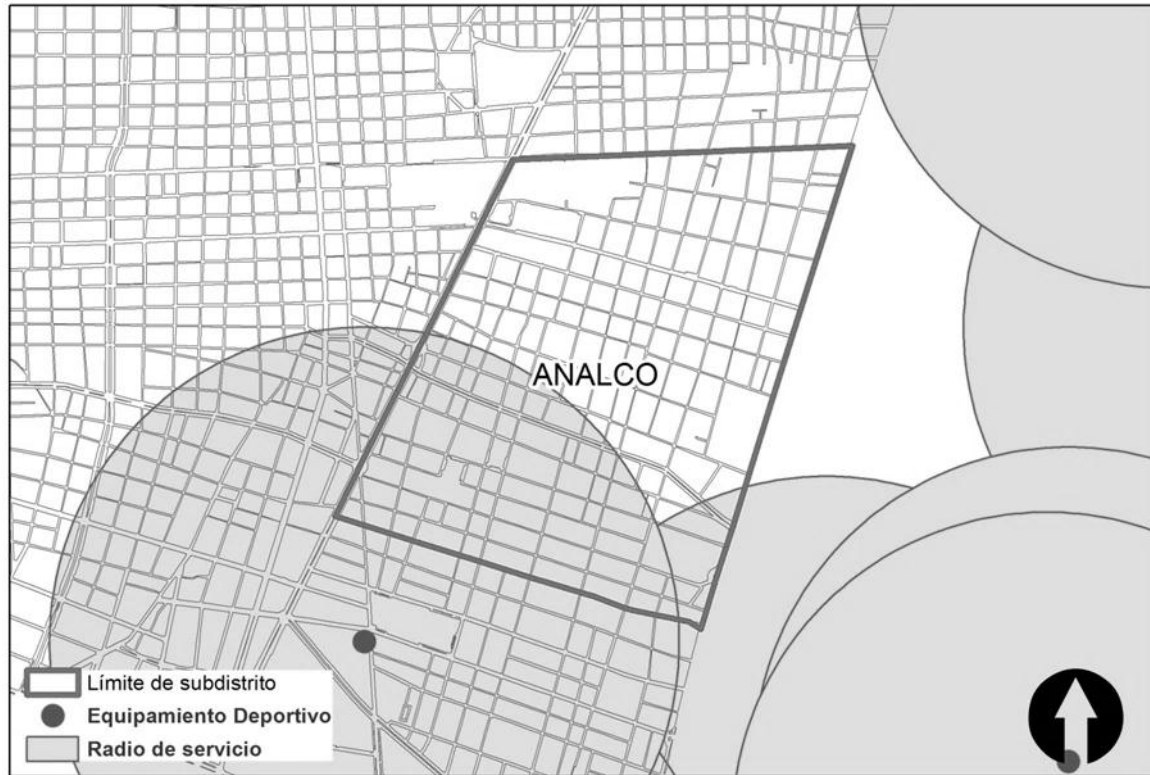 ANALCO
Límite de subdistrito
Equipamiento Deportivo
Radio de servicio